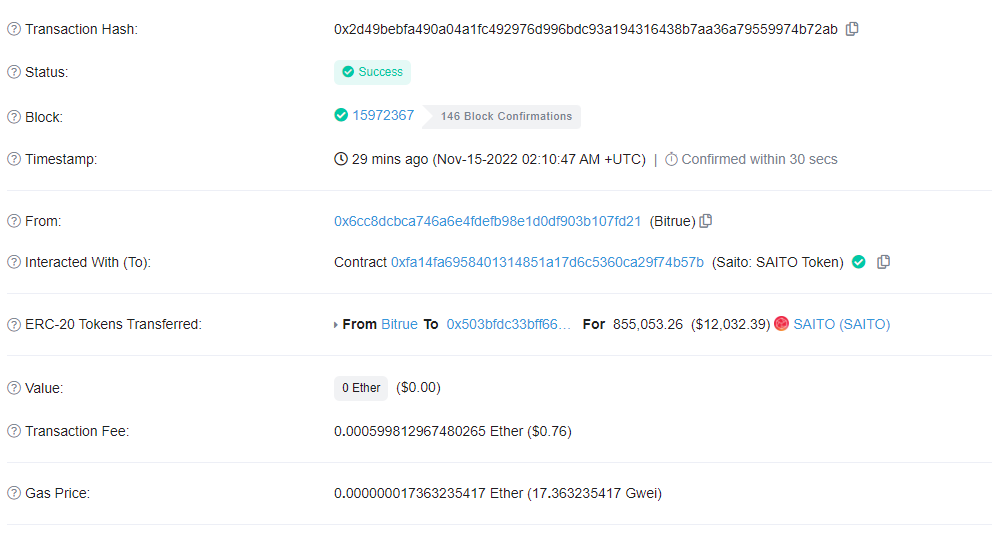 Transaction Hash: 0x2d49bebfa490a04a1fc492976d996bdc93a194316438b7aa36a79559974b72ab
Status: Success
Block: 15972367 146 Block Confirmations
Timestamp: 29 mins ago (Nov-15-2022 02:10:47 AM +UTC) | Confirmed within 30 secs
From: 0x6cc8dcbca746a6e4fdefb98e1d0df903b107fd21 (Bitrue)
Interacted With (To): Contract 0xfa14fa6958401314851a17d6c5360ca29f74b57b (Saito: SAITO Token)
ERC-20 Tokens Transferred: From Bitrue To 0x503bfdc33bff66... For 855,053.26 ($12,032.39) SAITO (SAITO)
Value: 0 Ether ($0.00)
Transaction Fee: 0.000599812967480265 Ether ($0.76)
Gas Price: 0.000000017363235417 Ether (17.363235417 Gwei)